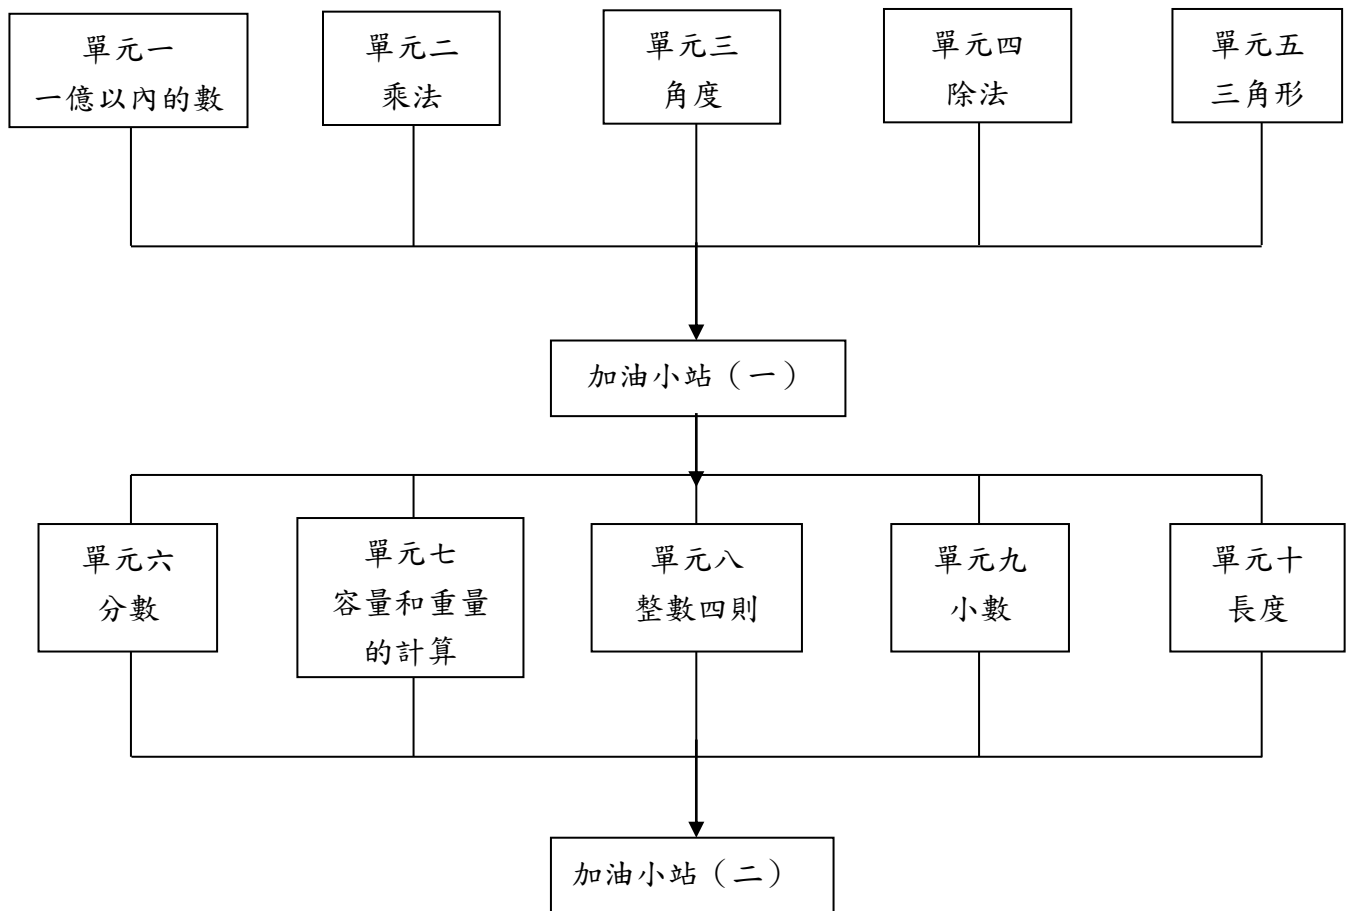 單元一
一億以內的數
單元二
乘法
單元三
角度
單元四
除法
單元五
三角形
加油小站（一）
單元六
分數
單元七
容量和重量
的計算
單元八
整數四則
單元九
小數
單元十
長度
加油小站（二）